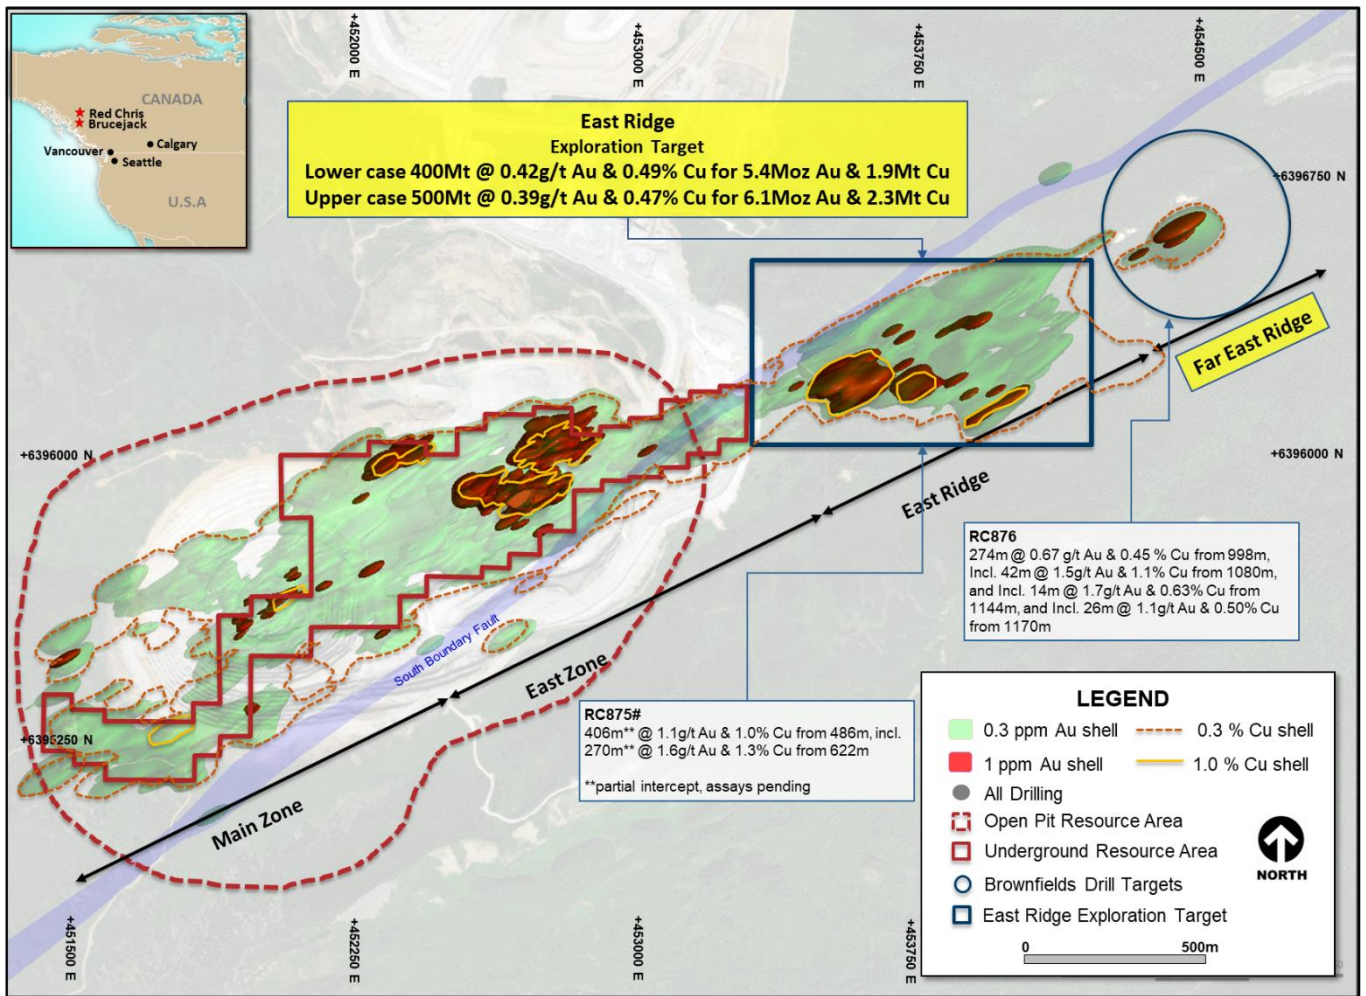 +452000 E
+453000 E
+453750 E
+454500 E
CANADA
Red Chris
Brucejack
Vancouver
Calgary
Seattle
U.S.A
East Ridge
Exploration Target
Lower case 400Mt @ 0.42g/t Au & 0.49% Cu for 5.4Moz Au & 1.9Mt Cu
Upper case 500Mt @ 0.39g/t Au & 0.47% Cu for 6.1Moz Au & 2.3Mt Cu
+6396750 N
Far East Ridge
+6396000 N
+6396000 N
East Ridge
RC876
274m @ 0.67 g/t Au & 0.45 % Cu from 998m,
Incl. 42m @ 1.5g/t Au & 1.1% Cu from 1080m,
and Incl. 14m @ 1.7g/t Au & 0.63% Cu from
1144m, and Incl. 26m @ 1.1g/t Au & 0.50% Cu
from 1170m
South Boundary Fault
East Zone
RC875#
406m** @ 1.1g/t Au & 1.0% Cu from 486m, incl.
270m** @ 1.6g/t Au & 1.3% Cu from 622m
**partial intercept, assays pending
+6395250 N
Main Zone
LEGEND
0.3 ppm Au shell
0.3 % Cu shell
1 ppm Au shell
1.0 % Cu shell
All Drilling
Open Pit Resource Area
Underground Resource Area
Brownfields Drill Targets
East Ridge Exploration Target
NORTH
0
500m
+451500 E
+452250 E
+453000 E
+453750 E